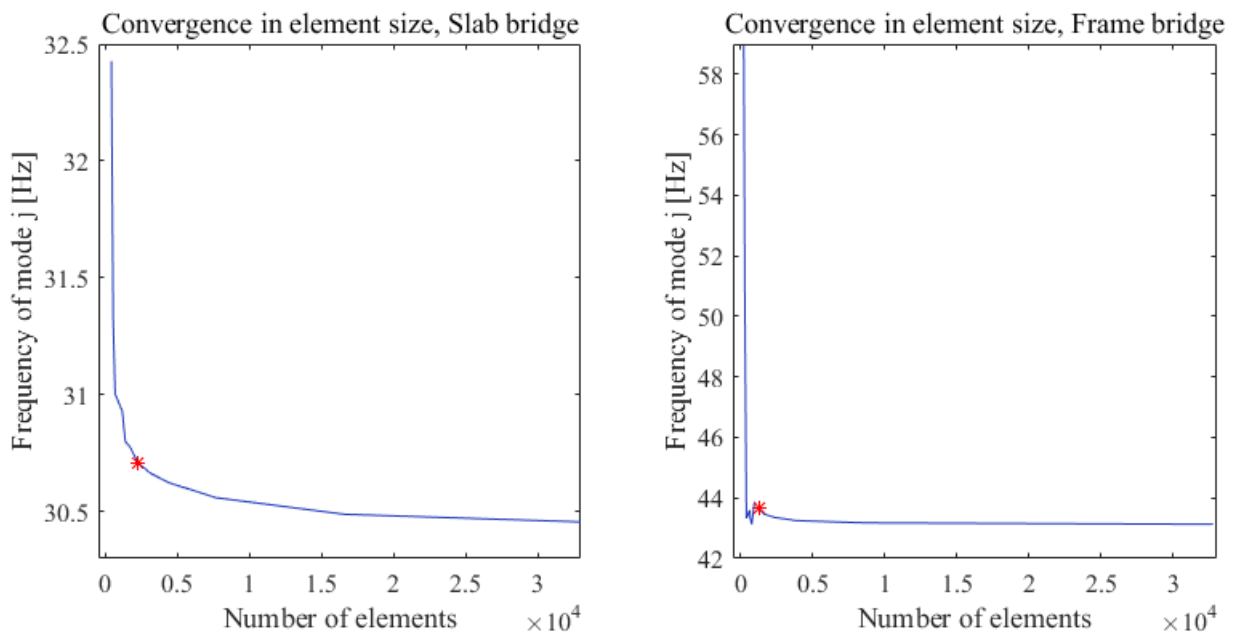 Convergence in element size, Slab bridge
32.5
32
31.5
31
30.5
Frequency of mode j [Hz]
0 0.5 1 1.5 2 2.5 3
Number of elements ×10^4
Convergence in element size, Frame bridge
58
56
54
52
50
48
46
44
42
Frequency of mode j [Hz]
0 0.5 1 1.5 2 2.5 3
Number of elements ×10^4